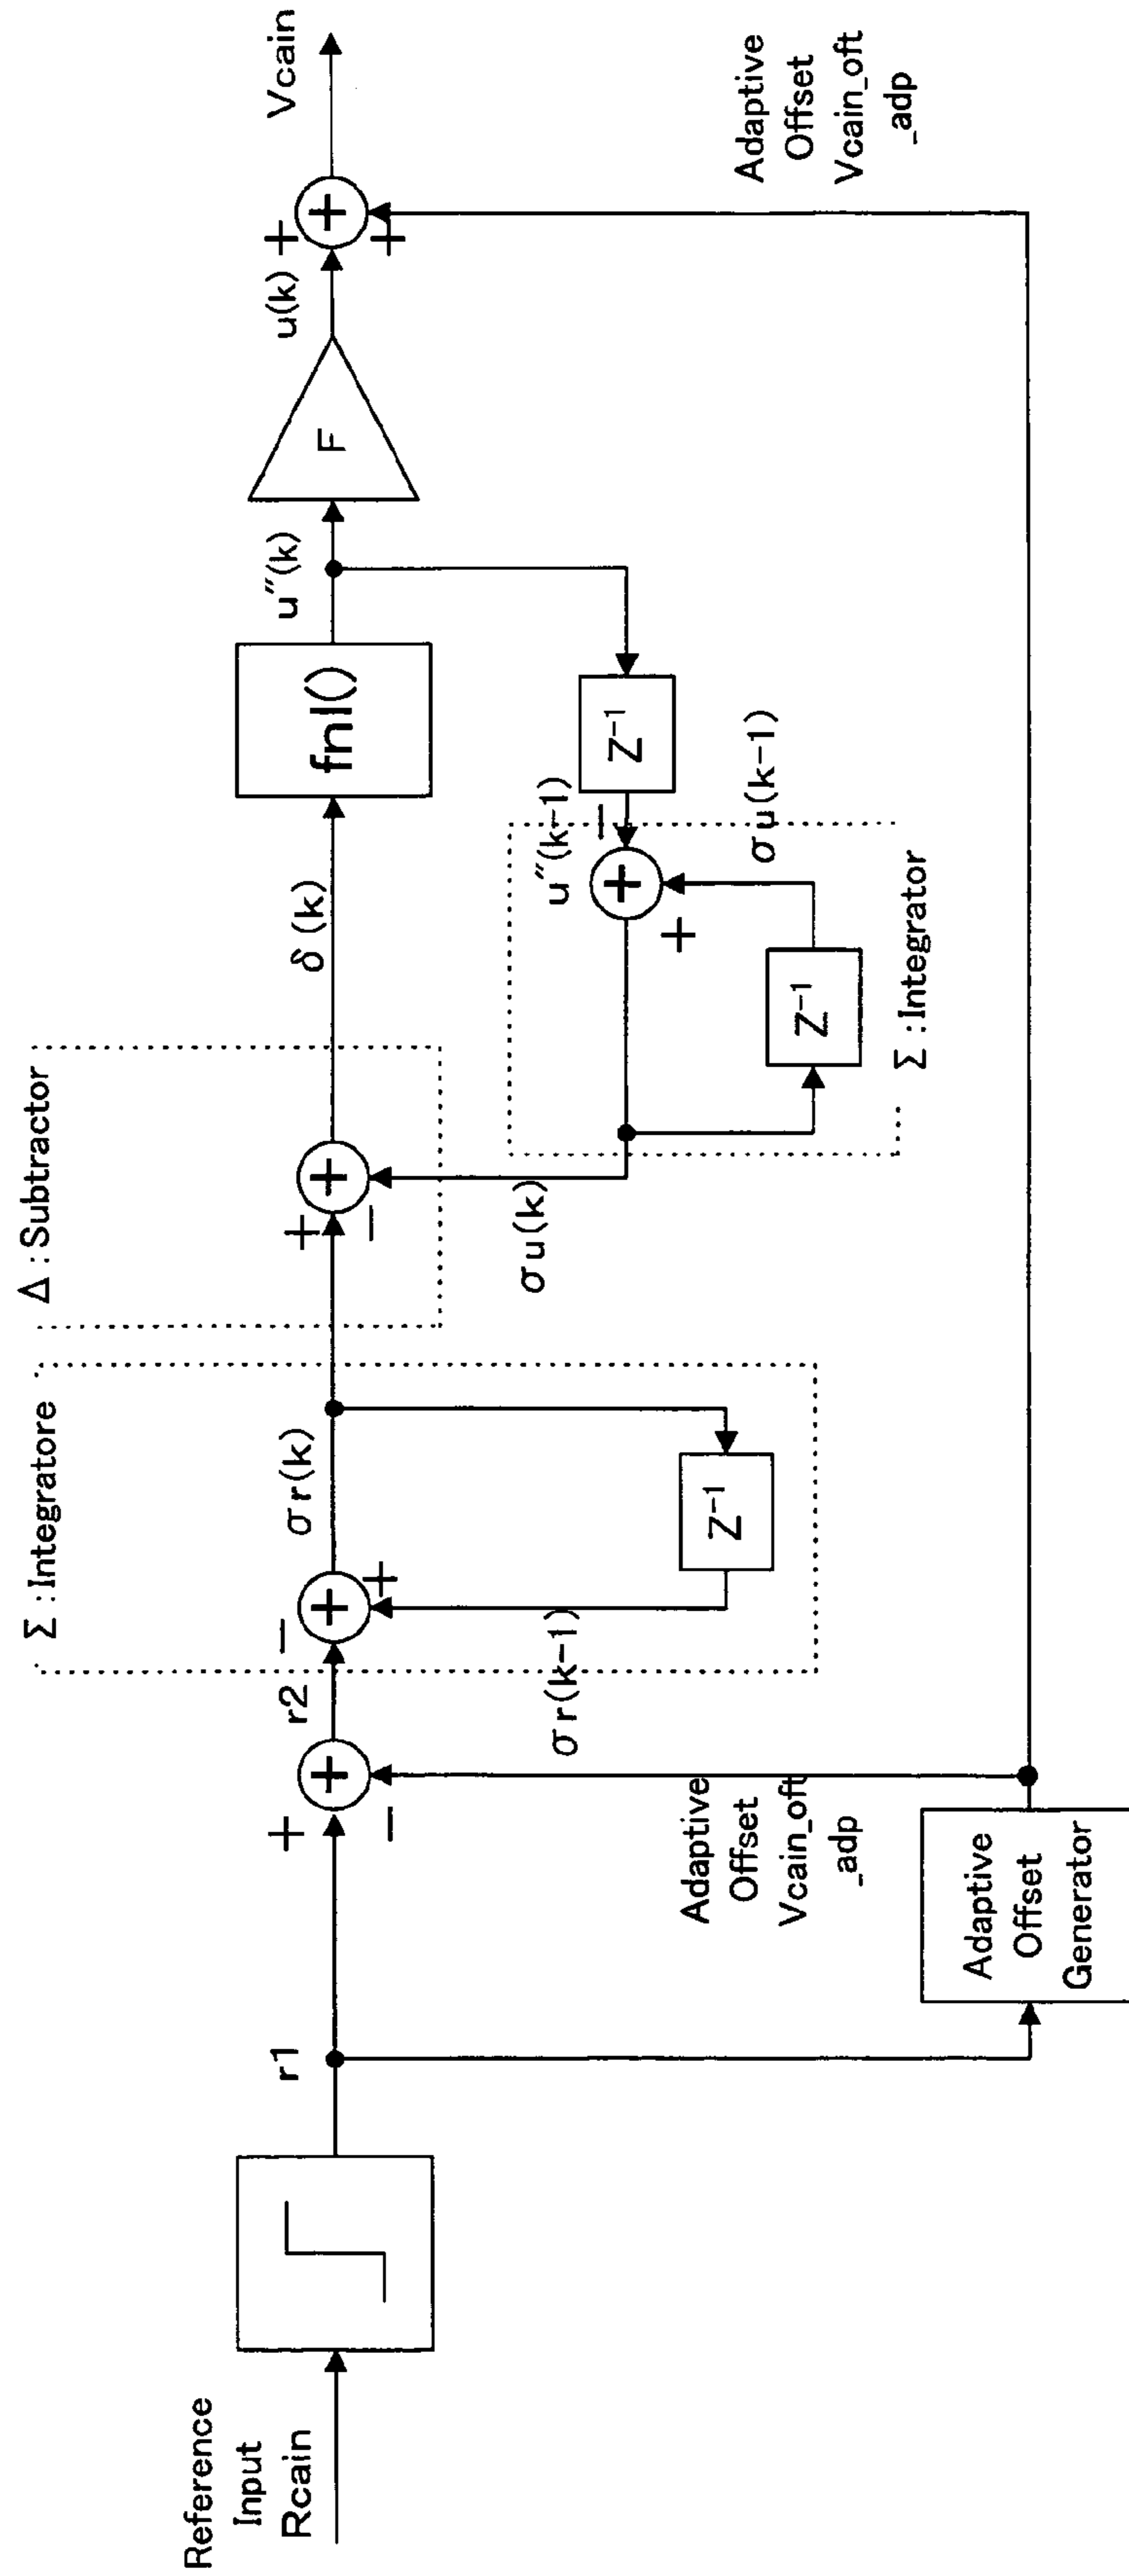 Reference
Input
Rcain
r1
+
−
+
Adaptive
Offset
Generator
Adaptive
Offset
Vcain_oft
_adp
r2
Σ :Integratore
−
+
+
σr(k)
σr(k-1)
Z⁻¹
Δ :Subtractor
+
−
+
σu(k)
δ(k)
Σ :Integrator
Z⁻¹
+
−
+
σu(k-1)
u″(k-1)
Z⁻¹
fnl()
u″(k)
F
u(k)
+
+
+
Vcain
Adaptive
Offset
Vcain_oft
_adp